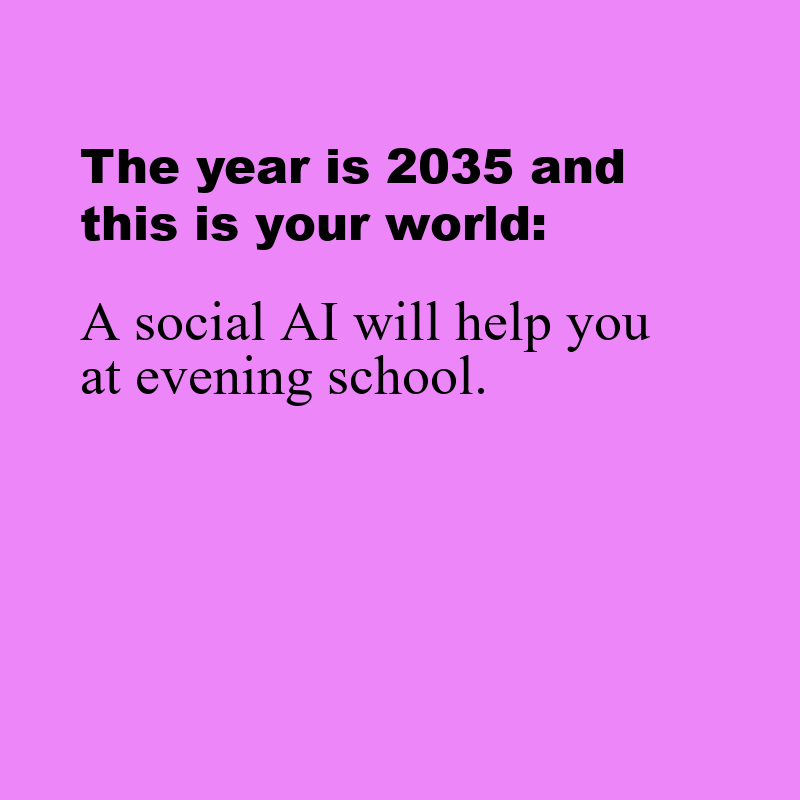 The year is 2035 and
this is your world:
A social AI will help you
at evening school.